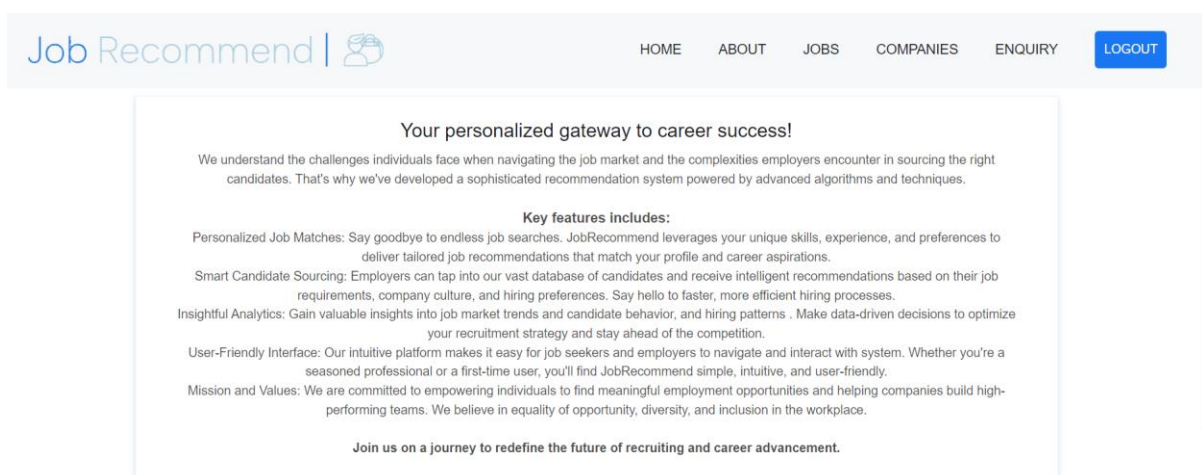 Job Recommend
HOME ABOUT JOBS COMPANIES ENQUIRY LOGOUT
Your personalized gateway to career success!
We understand the challenges individuals face when navigating the job market and the complexities employers encounter in sourcing the right
candidates. That's why we've developed a sophisticated recommendation system powered by advanced algorithms and techniques.
Key features includes:
Personalized Job Matches: Say goodbye to endless job searches. JobRecommend leverages your unique skills, experience, and preferences to
deliver tailored job recommendations that match your profile and career aspirations.
Smart Candidate Sourcing: Employers can tap into our vast database of candidates and receive intelligent recommendations based on their job
requirements, company culture, and hiring preferences. Say hello to faster, more efficient hiring processes.
Insightful Analytics: Gain valuable insights into job market trends and candidate behavior, and hiring patterns . Make data-driven decisions to optimize
your recruitment strategy and stay ahead of the competition.
User-Friendly Interface: Our intuitive platform makes it easy for job seekers and employers to navigate and interact with system. Whether you're a
seasoned professional or a first-time user, you'll find JobRecommend simple, intuitive, and user-friendly.
Mission and Values: We are committed to empowering individuals to find meaningful employment opportunities and helping companies build high-
performing teams. We believe in equality of opportunity, diversity, and inclusion in the workplace.
Join us on a journey to redefine the future of recruiting and career advancement.